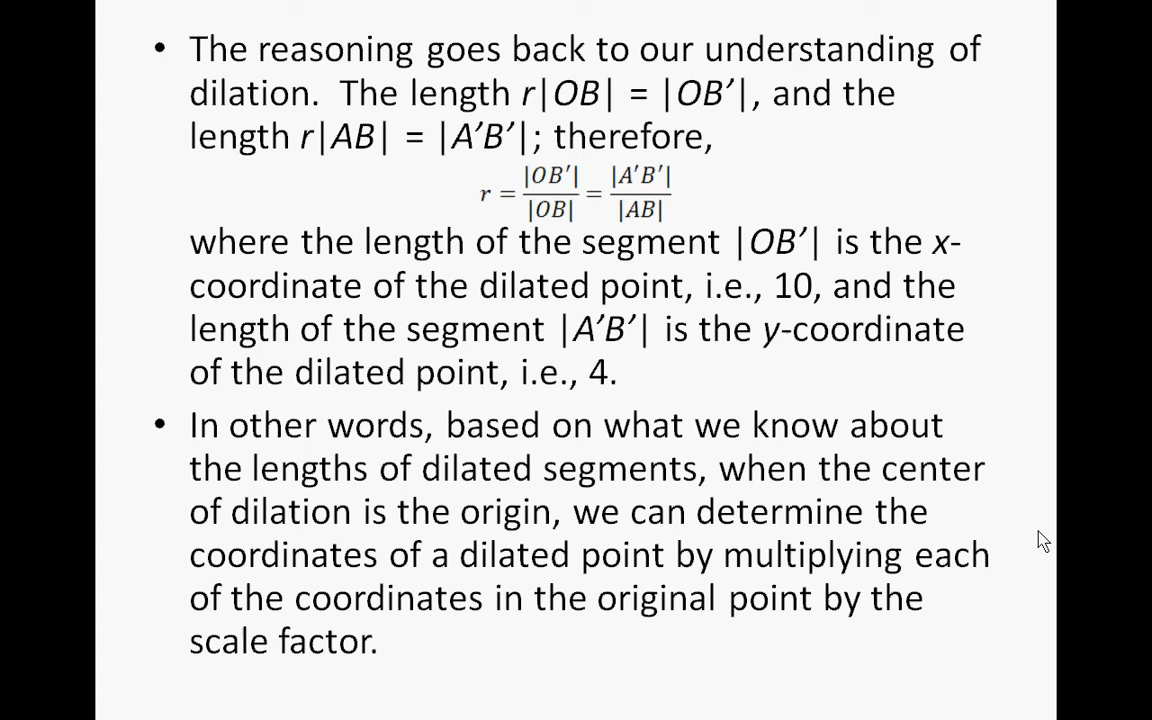 • The reasoning goes back to our understanding of
dilation.  The length r|OB| = |OB′|, and the
length r|AB| = |A′B′|; therefore,
r = |OB′|/|OB| = |A′B′|/|AB|
where the length of the segment |OB′| is the x-
coordinate of the dilated point, i.e., 10, and the
length of the segment |A′B′| is the y-coordinate
of the dilated point, i.e., 4.
• In other words, based on what we know about
the lengths of dilated segments, when the center
of dilation is the origin, we can determine the
coordinates of a dilated point by multiplying each
of the coordinates in the original point by the
scale factor.